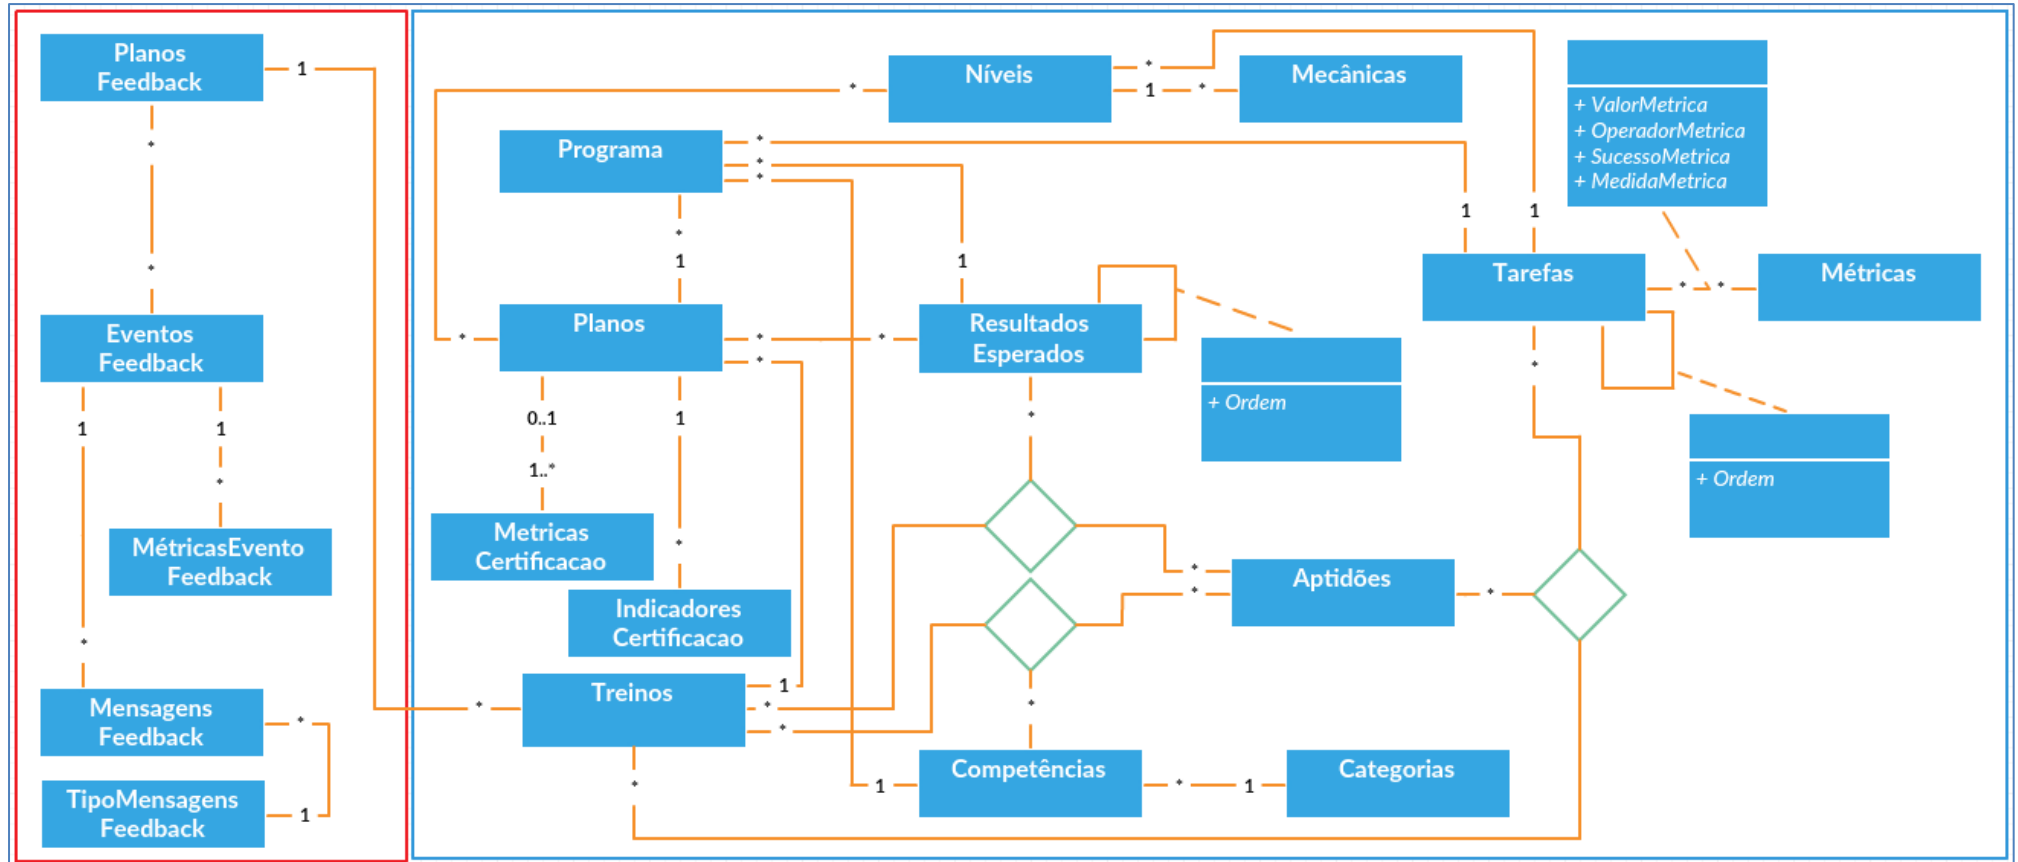 Planos
Feedback
1
*
*
Eventos
Feedback
1
1
*
*
MétricasEvento
Feedback
Mensagens
Feedback
*
1
TipoMensagens
Feedback
Níveis
*
*
1
*
Mecânicas
Programa
*
*
*
*
1
1
1
1
+ ValorMetrica
+ OperadorMetrica
+ SucessoMetrica
+ MedidaMetrica
Tarefas
*
*
Métricas
*
Planos
*
*
*
Resultados
Esperados
+ Ordem
*
+ Ordem
0..1
1..*
1
*
*
Metricas
Certificacao
Indicadores
Certificacao
*
*
Aptidões
*
Treinos
1
*
*
*
*
*
1
Competências
*
1
Categorias